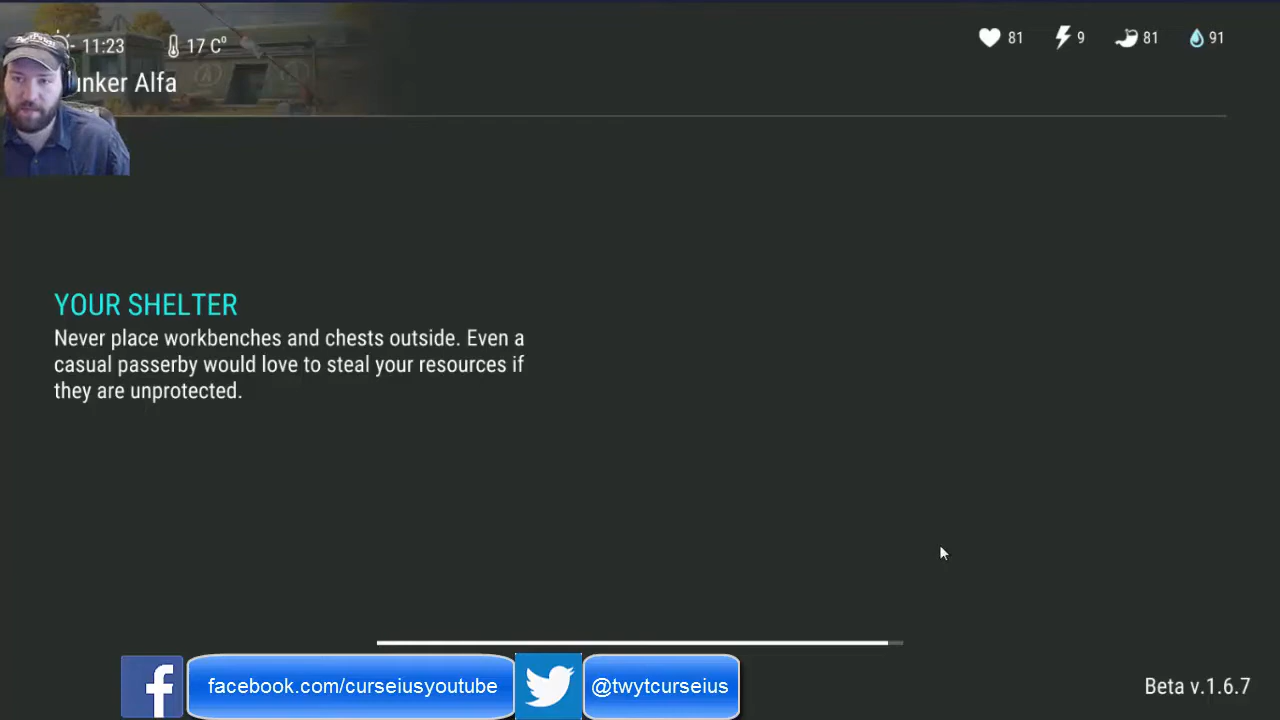 11:23
17 C°
81
9
81
91
unker Alfa
YOUR SHELTER
Never place workbenches and chests outside. Even a
casual passerby would love to steal your resources if
they are unprotected.
facebook.com/curseiusyoutube
@twytcurseius
Beta v.1.6.7